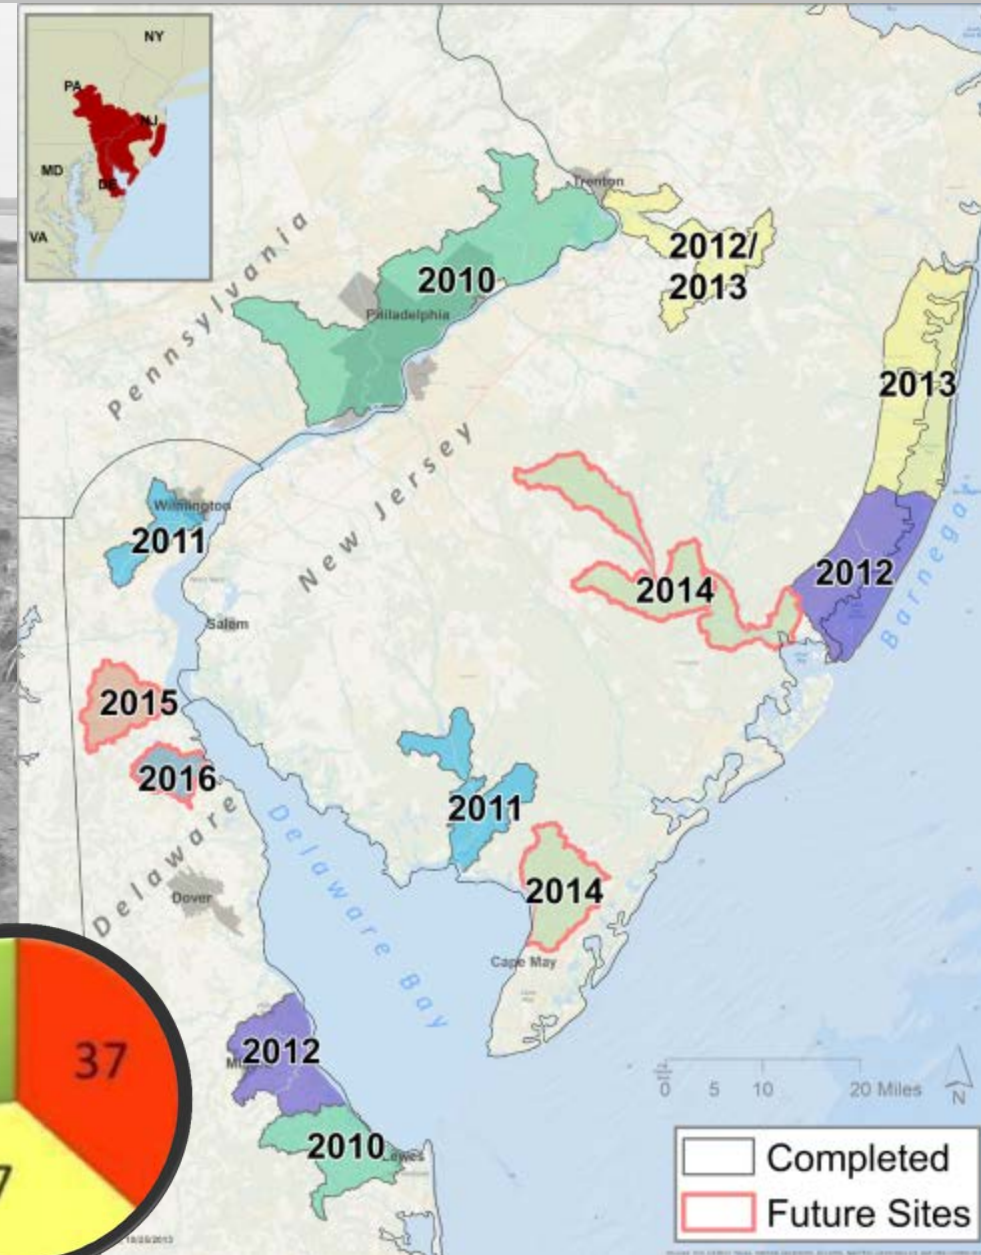 NY
PA
NJ
MD
DE
VA
Trenton
2012/
2013
2010
Philadelphia
Pennsylvania
2013
New Jersey
Wilmington
2011
2014
2012
Barnegat
Salem
2015
2016
2011
Delaware
Delaware Bay
2014
Dover
Cape May
37
7
2012
2010
Lewes
0 5 10 20 Miles
N
Completed
Future Sites